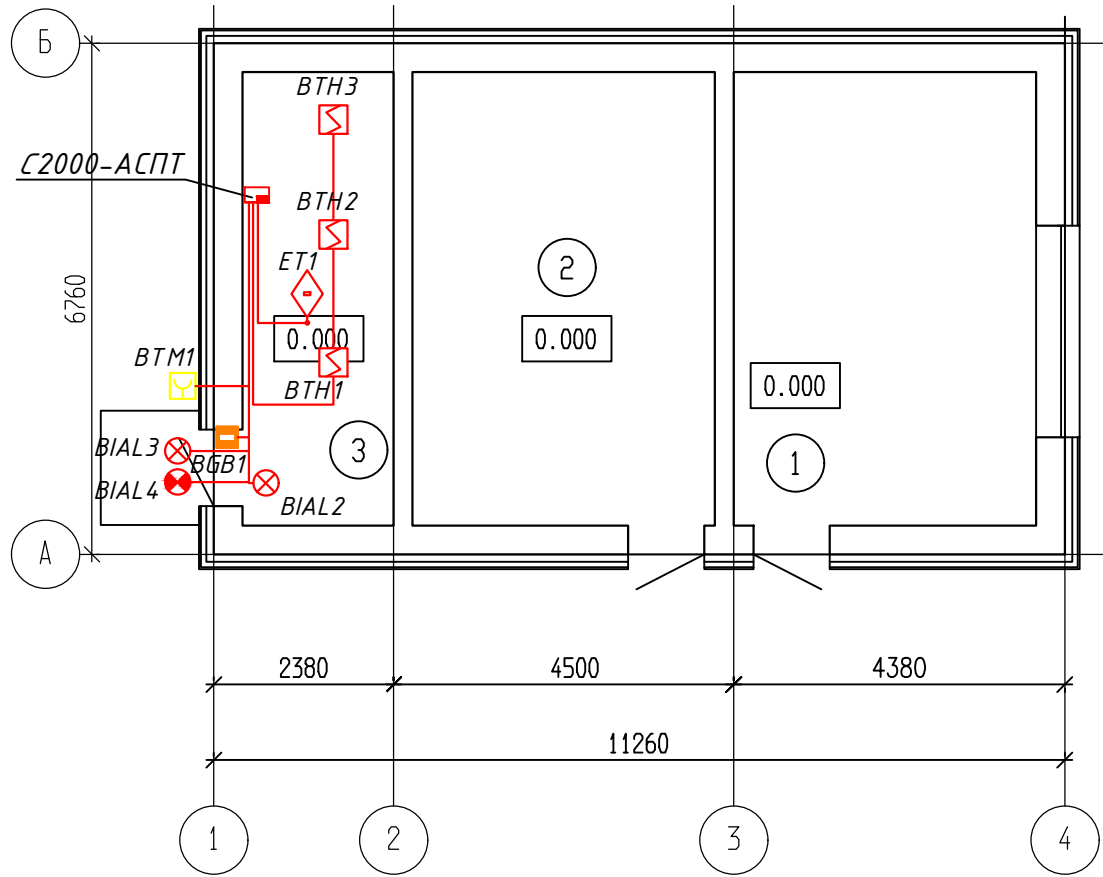 Б
BTH3
С2000-АСПТ
BTH2
ET1
2
6760
0.000
0.000
BTM1
0.000
BTH1
BIAL3
3
BGB1
1
BIAL4
BIAL2
А
2380
4500
4380
11260
1
2
3
4